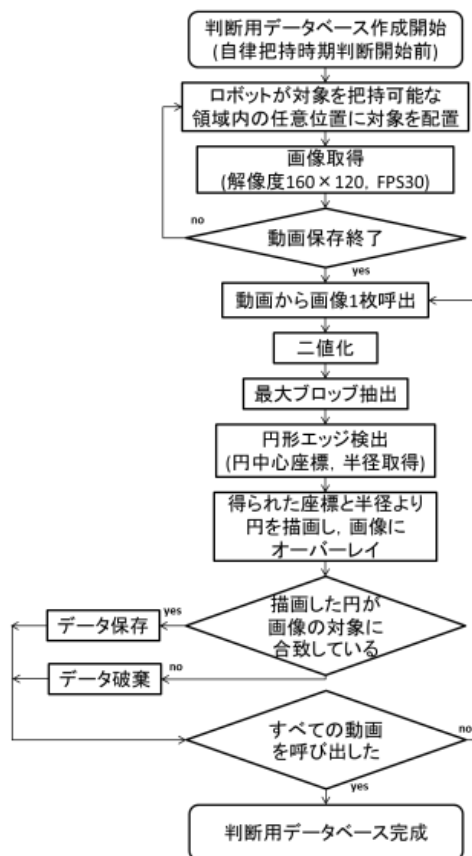 判断用データベース作成開始
(自律把持時期判断開始前)
ロボットが対象を把持可能な
領域内の任意位置に対象を配置
画像取得
(解像度160×120, FPS30)
no
動画保存終了
yes
動画から画像1枚呼出
二値化
最大ブロップ抽出
円形エッジ検出
(円中心座標, 半径取得)
得られた座標と半径より
円を描画し, 画像に
オーバーレイ
描画した円が
画像の対象に
合致している
yes
データ保存
no
データ破棄
すべての動画
を呼び出した
no
yes
判断用データベース完成